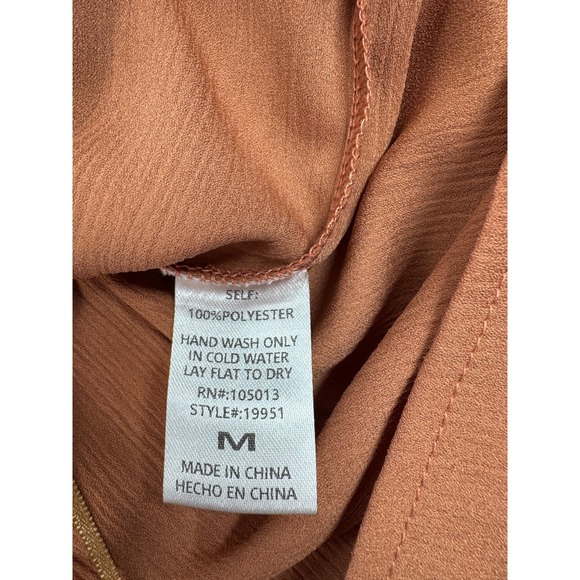 SELF:
100%POLYESTER
HAND WASH ONLY
IN COLD WATER
LAY FLAT TO DRY
RN#:105013
STYLE#:19951
M
MADE IN CHINA
HECHO EN CHINA